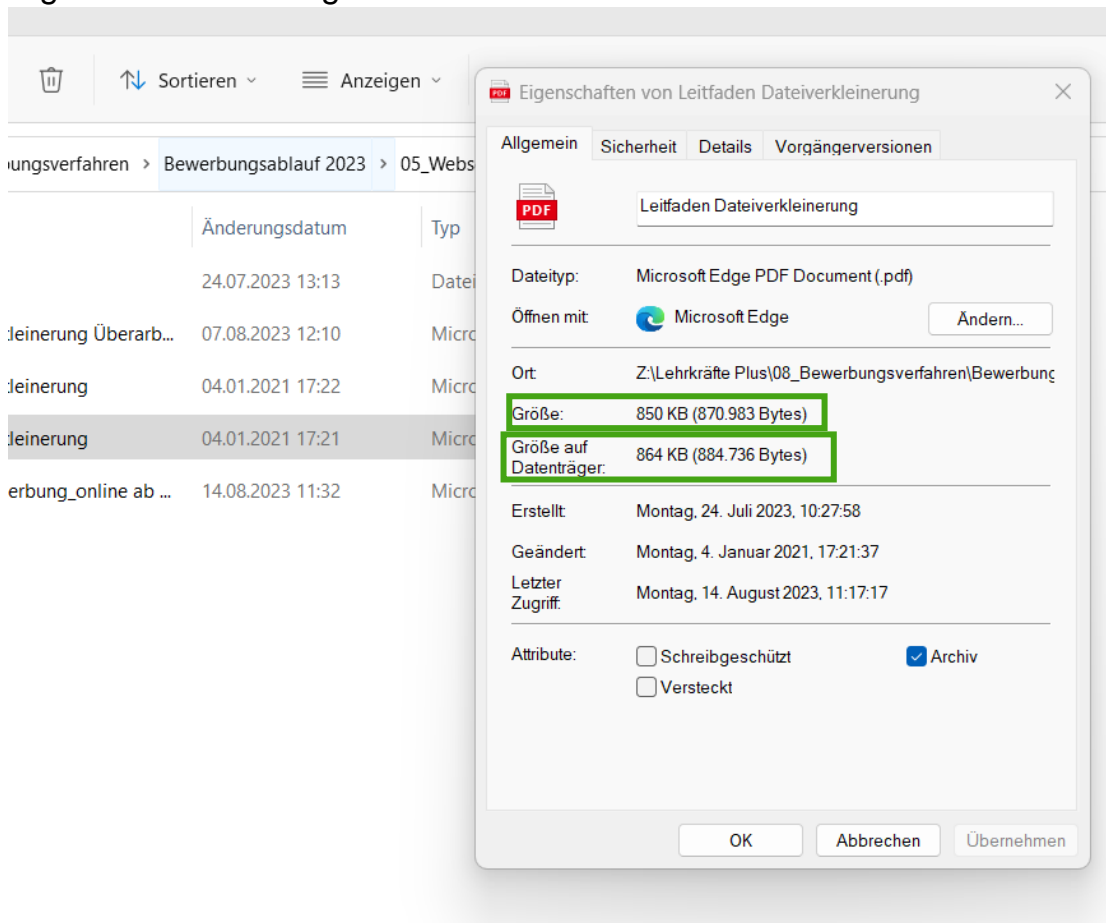 Sortieren
Anzeigen
ungsverfahren > Bewerbungsablauf 2023 > 05_Webs
Änderungsdatum Typ
24.07.2023 13:13 Datei
leinerung Überarb... 07.08.2023 12:10 Micro
leinerung 04.01.2021 17:22 Micro
leinerung 04.01.2021 17:21 Micro
erbung_online ab ... 14.08.2023 11:32 Micro
PDF Eigenschaften von Leitfaden Dateiverkleinerung
Allgemein Sicherheit Details Vorgängerversionen
PDF Leitfaden Dateiverkleinerung
Dateityp: Microsoft Edge PDF Document (.pdf)
Öffnen mit: Microsoft Edge Ändern...
Ort: Z:\Lehrkräfte Plus\08_Bewerbungsverfahren\Bewerbung
Größe: 850 KB (870.983 Bytes)
Größe auf
Datenträger: 864 KB (884.736 Bytes)
Erstellt: Montag, 24. Juli 2023, 10:27:58
Geändert: Montag, 4. Januar 2021, 17:21:37
Letzter
Zugriff: Montag, 14. August 2023, 11:17:17
Attribute: Schreibgeschützt Archiv
Versteckt
OK Abbrechen Übernehmen